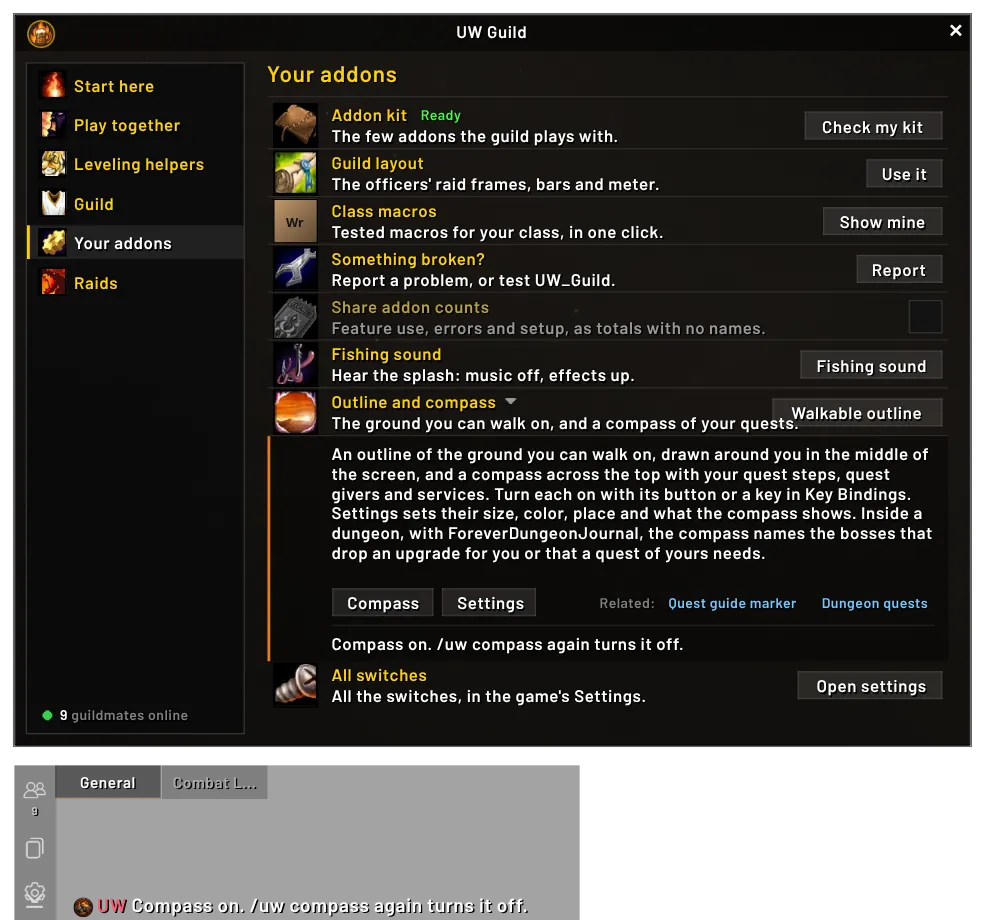 UW Guild
Start here
Play together
Leveling helpers
Guild
Your addons
Raids
9 guildmates online
Your addons
Addon kit Ready
The few addons the guild plays with.
Check my kit
Guild layout
The officers' raid frames, bars and meter.
Use it
Wr
Class macros
Tested macros for your class, in one click.
Show mine
Something broken?
Report a problem, or test UW_Guild.
Report
Share addon counts
Feature use, errors and setup, as totals with no names.
Fishing sound
Hear the splash: music off, effects up.
Fishing sound
Outline and compass
The ground you can walk on, and a compass of your quests.
Walkable outline
An outline of the ground you can walk on, drawn around you in the middle of
the screen, and a compass across the top with your quest steps, quest
givers and services. Turn each on with its button or a key in Key Bindings.
Settings sets their size, color, place and what the compass shows. Inside a
dungeon, with ForeverDungeonJournal, the compass names the bosses that
drop an upgrade for you or that a quest of yours needs.
Compass Settings Related: Quest guide marker Dungeon quests
Compass on. /uw compass again turns it off.
All switches
All the switches, in the game's Settings.
Open settings
General Combat L...
9
UW Compass on. /uw compass again turns it off.